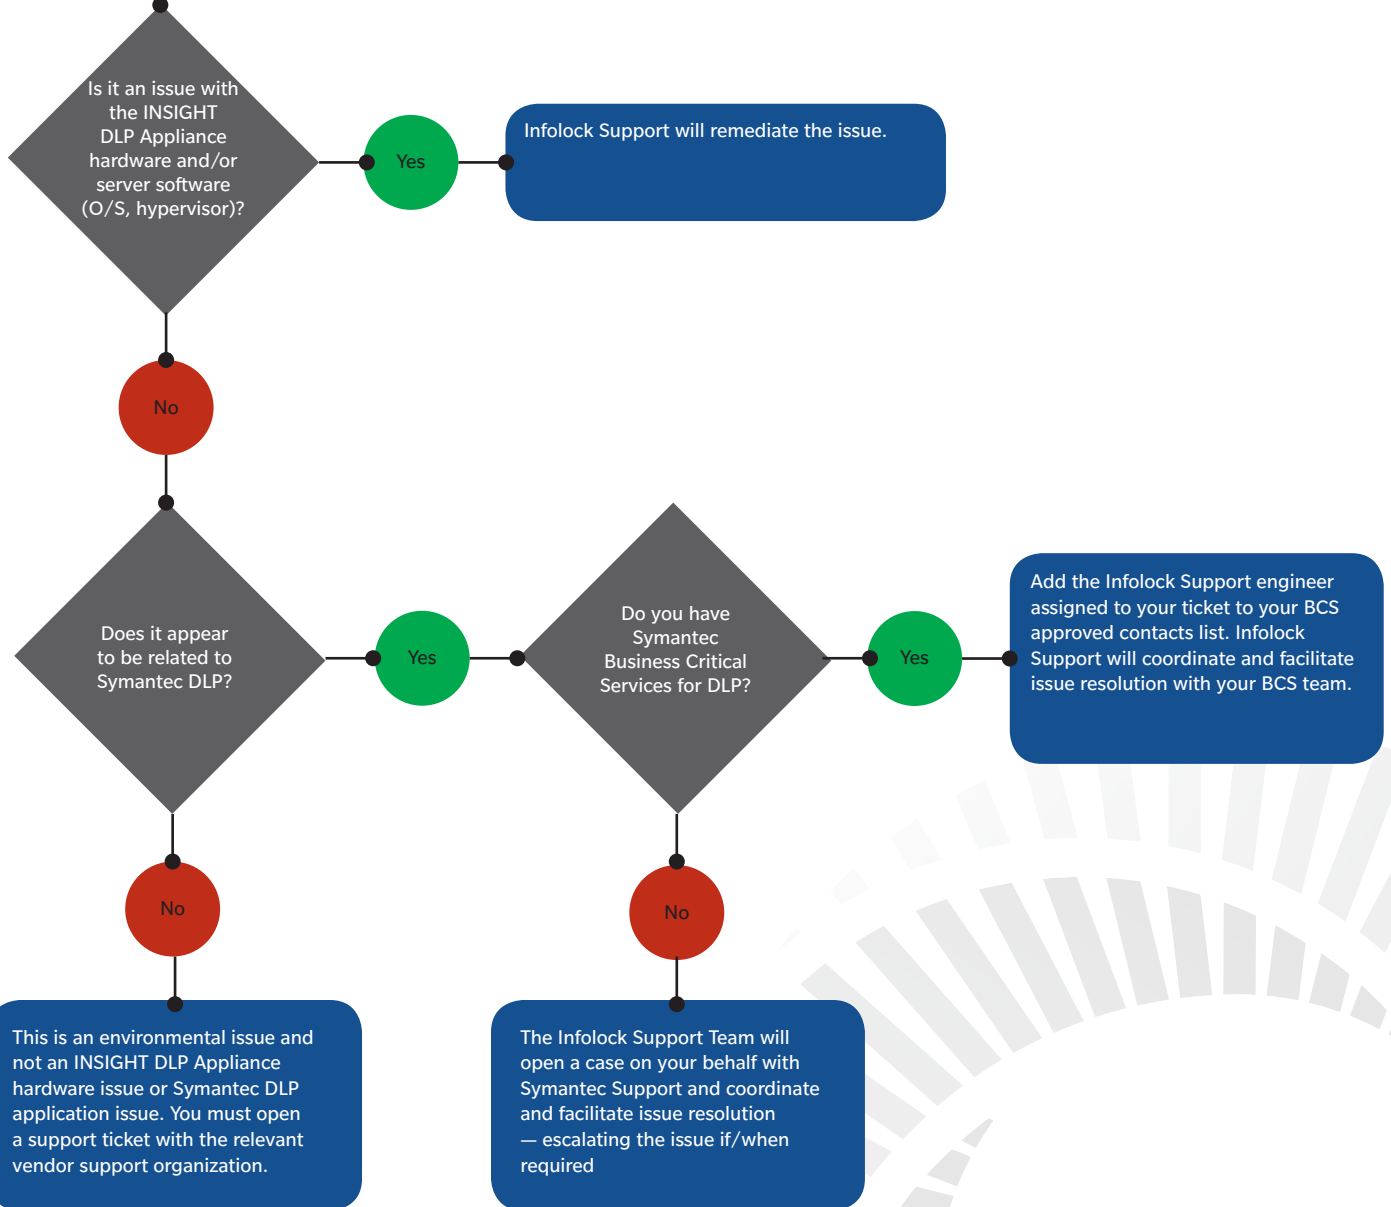 Is it an issue with
the INSIGHT
DLP Appliance
hardware and/or
server software
(O/S, hypervisor)?
Yes
Infolock Support will remediate the issue.
No
Does it appear
to be related to
Symantec DLP?
Yes
Do you have
Symantec
Business Critical
Services for DLP?
Yes
Add the Infolock Support engineer
assigned to your ticket to your BCS
approved contacts list. Infolock
Support will coordinate and facilitate
issue resolution with your BCS team.
No
No
This is an environmental issue and
not an INSIGHT DLP Appliance
hardware issue or Symantec DLP
application issue. You must open
a support ticket with the relevant
vendor support organization.
The Infolock Support Team will
open a case on your behalf with
Symantec Support and coordinate
and facilitate issue resolution
— escalating the issue if/when
required